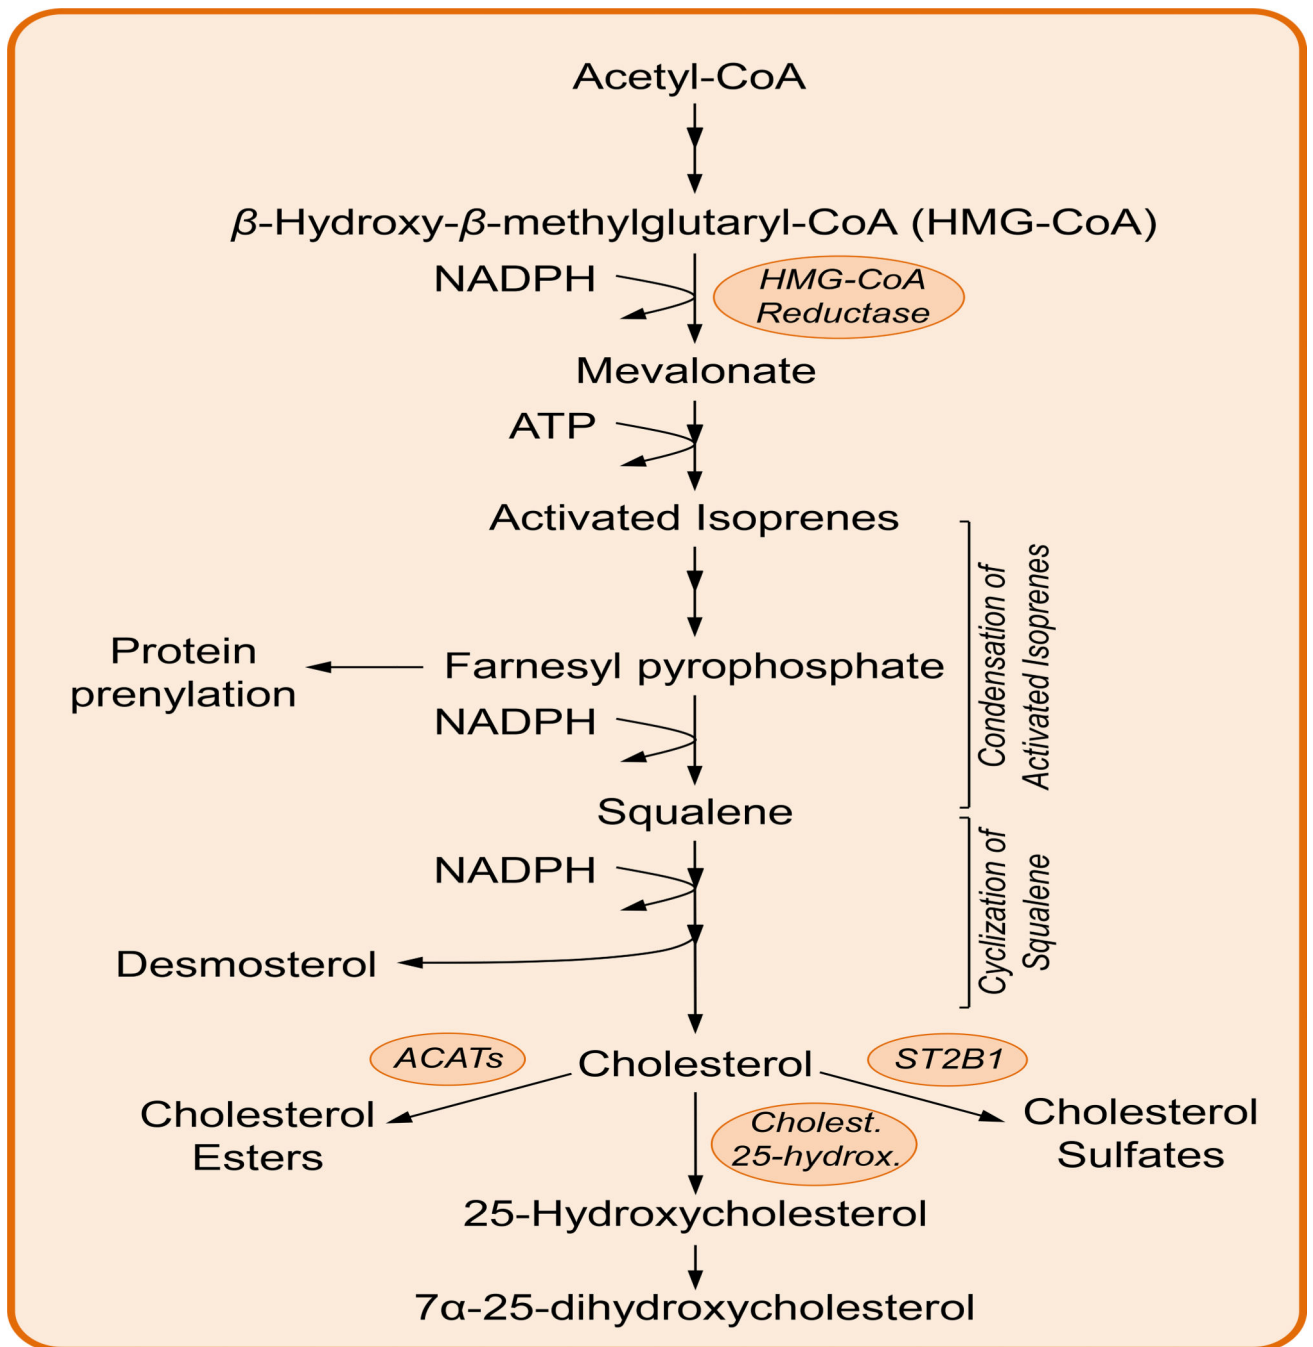 Acetyl-CoA
β-Hydroxy-β-methylglutaryl-CoA (HMG-CoA)
NADPH
HMG-CoA
Reductase
Mevalonate
ATP
Activated Isoprenes
Condensation of
Activated Isoprenes
Protein
prenylation
Farnesyl pyrophosphate
NADPH
Squalene
Cyclization of
Squalene
NADPH
Desmosterol
ACATs
Cholesterol
ST2B1
Cholesterol
Esters
Cholest.
25-hydrox.
Cholesterol
Sulfates
25-Hydroxycholesterol
7α-25-dihydroxycholesterol